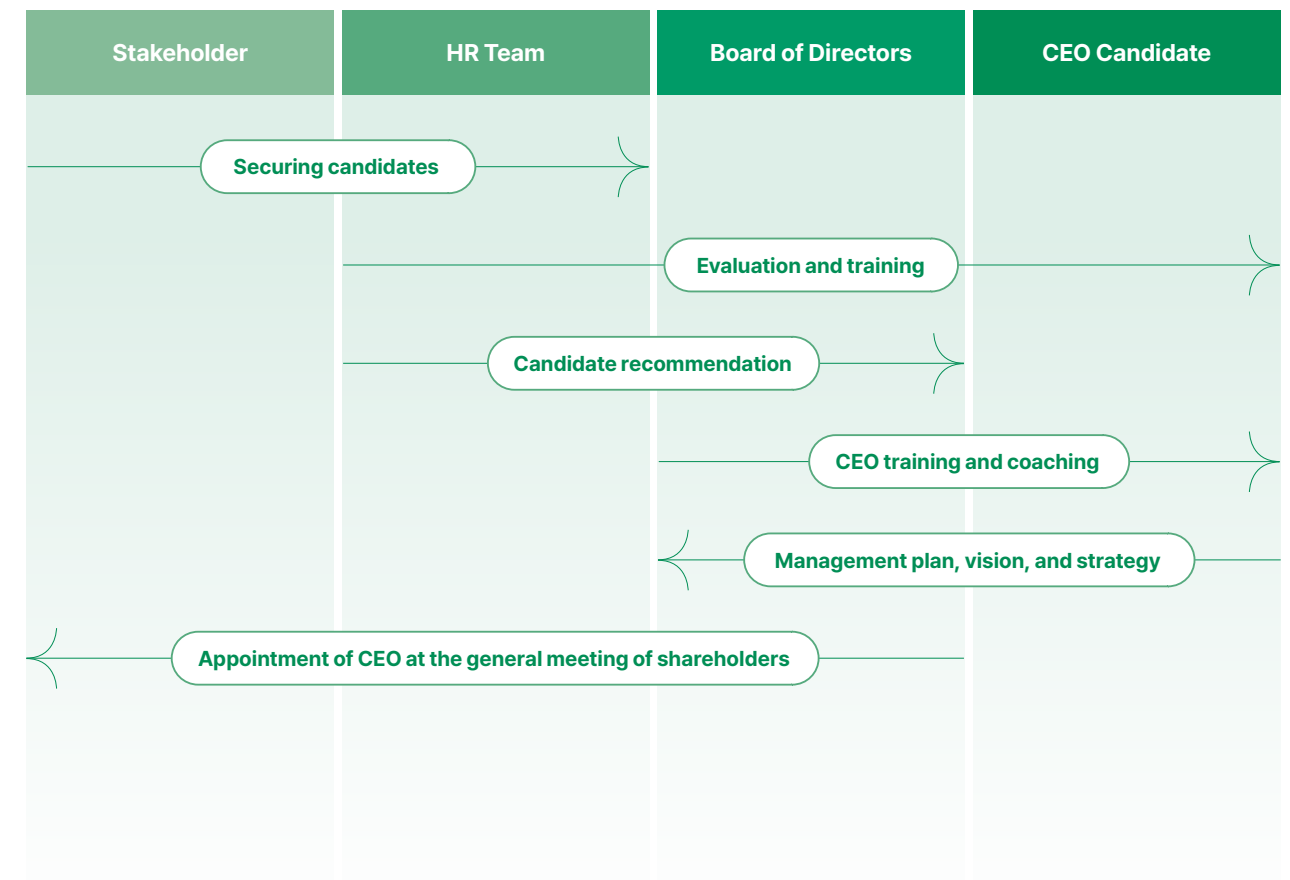 Stakeholder
HR Team
Board of Directors
CEO Candidate
Securing candidates
Evaluation and training
Candidate recommendation
CEO training and coaching
Management plan, vision, and strategy
Appointment of CEO at the general meeting of shareholders